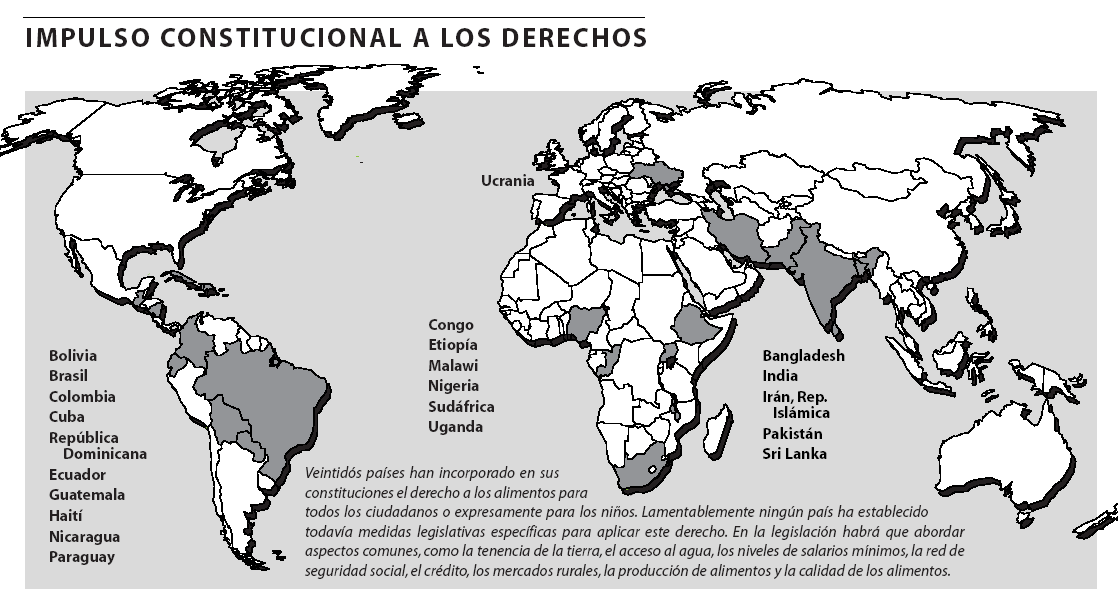 IMPULSO CONSTITUCIONAL A LOS DERECHOS
Ucrania
Bolivia
Brasil
Colombia
Cuba
República
Dominicana
Ecuador
Guatemala
Haití
Nicaragua
Paraguay
Congo
Etiopía
Malawi
Nigeria
Sudáfrica
Uganda
Bangladesh
India
Irán, Rep.
Islámica
Pakistán
Sri Lanka
Veintidós países han incorporado en sus
constituciones el derecho a los alimentos para
todos los ciudadanos o expresamente para los niños. Lamentablemente ningún país ha establecido
todavía medidas legislativas específicas para aplicar este derecho. En la legislación habrá que abordar
aspectos comunes, como la tenencia de la tierra, el acceso al agua, los niveles de salarios mínimos, la red de
seguridad social, el crédito, los mercados rurales, la producción de alimentos y la calidad de los alimentos.